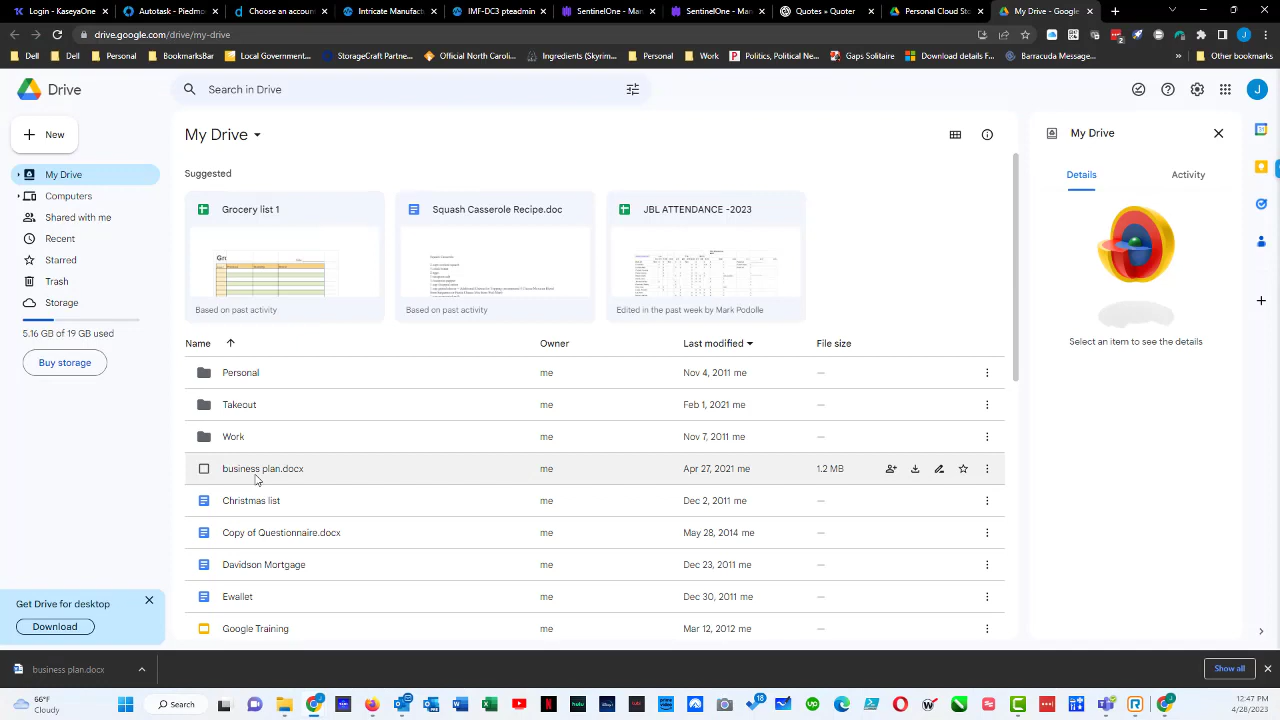 Login - KaseyaOne
Autotask - Piedmo
Choose an accoun
Intricate Manufac
IMF-DC3 pteadmin
SentinelOne - Mar
SentinelOne - Mar
Quotes « Quoter
Personal Cloud Sto
My Drive - Google
drive.google.com/drive/my-drive
Dell
Dell
Personal
BookmarksBar
Local Government...
StorageCraft Partn...
Official North Carol...
Ingredients (Skyrim...
Personal
Work
Politics, Political Ne...
Gaps Solitaire
Download details F...
Barracuda Message...
»
Other bookmarks
Drive
Search in Drive
J
New
My Drive
My Drive
My Drive
Computers
Shared with me
Recent
Starred
Trash
Storage
5.16 GB of 19 GB used
Buy storage
Suggested
Details
Activity
Grocery list 1
Squash Casserole Recipe.doc
JBL ATTENDANCE -2023
Based on past activity
Based on past activity
Edited in the past week by Mark Podolle
Select an item to see the details
Name
Owner
Last modified
File size
Personal me Nov 4, 2011 me —
Takeout me Feb 1, 2021 me —
Work me Nov 7, 2011 me —
business plan.docx me Apr 27, 2021 me 1.2 MB
Christmas list me Dec 2, 2011 me —
Copy of Questionnaire.docx me May 28, 2014 me —
Davidson Mortgage me Dec 23, 2011 me —
Ewallet me Dec 30, 2011 me —
Google Training me Mar 12, 2012 me —
Get Drive for desktop
Download
business plan.docx
Show all
56°F
Cloudy
Search
18
12:47 PM
4/28/2023